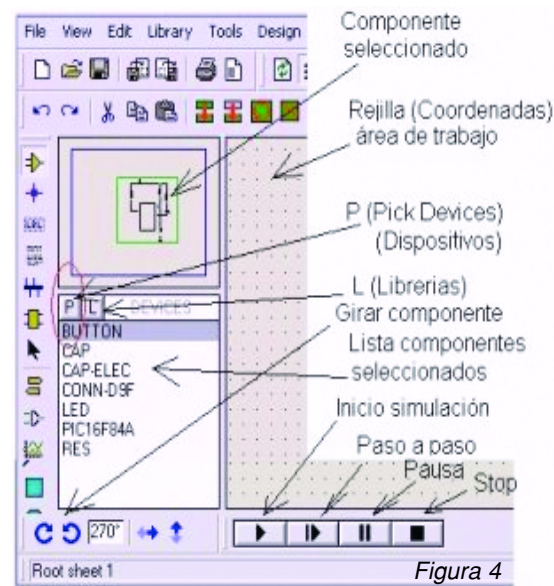 File View Edit Library Tools Design
Componente
seleccionado
Rejilla (Coordenadas)
área de trabajo
P (Pick Devices)
(Dispositivos)
L (Librerias)
Girar componente
Lista componentes
seleccionados
Inicio simulación
Paso a paso
Pausa
Stop
P L DEVICES
BUTTON
CAP
CAP-ELEC
CONN-D9F
LED
PIC16F84A
RES
270°
Root sheet 1
Figura 4